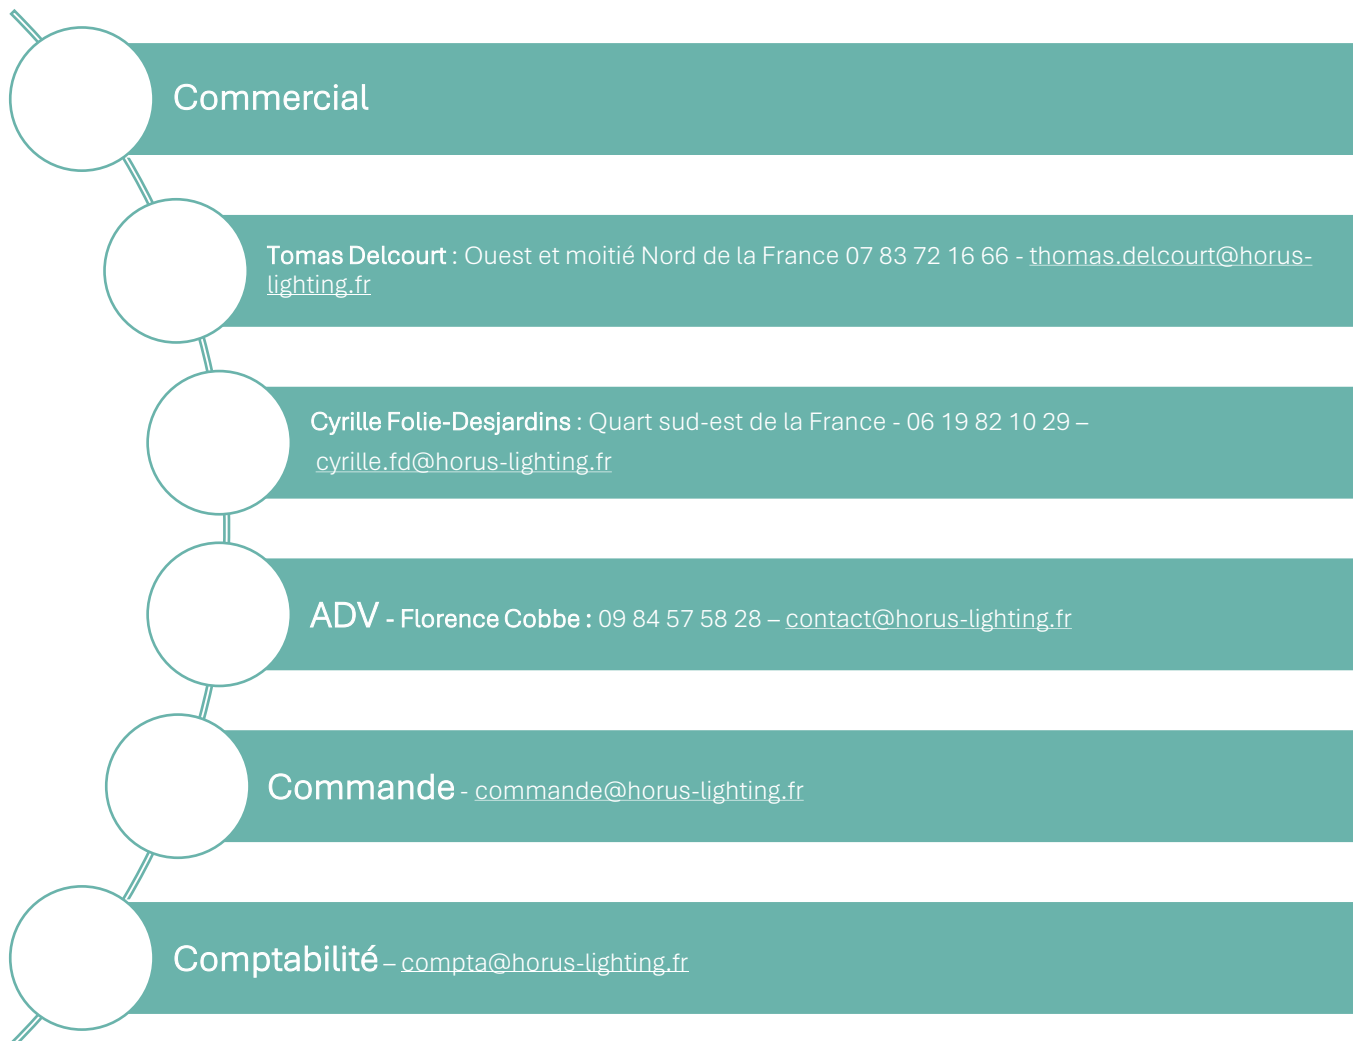 Commercial
Tomas Delcourt : Ouest et moitié Nord de la France 07 83 72 16 66 - thomas.delcourt@horus-
lighting.fr
Cyrille Folie-Desjardins : Quart sud-est de la France - 06 19 82 10 29 –
cyrille.fd@horus-lighting.fr
ADV - Florence Cobbe : 09 84 57 58 28 – contact@horus-lighting.fr
Commande - commande@horus-lighting.fr
Comptabilité – compta@horus-lighting.fr